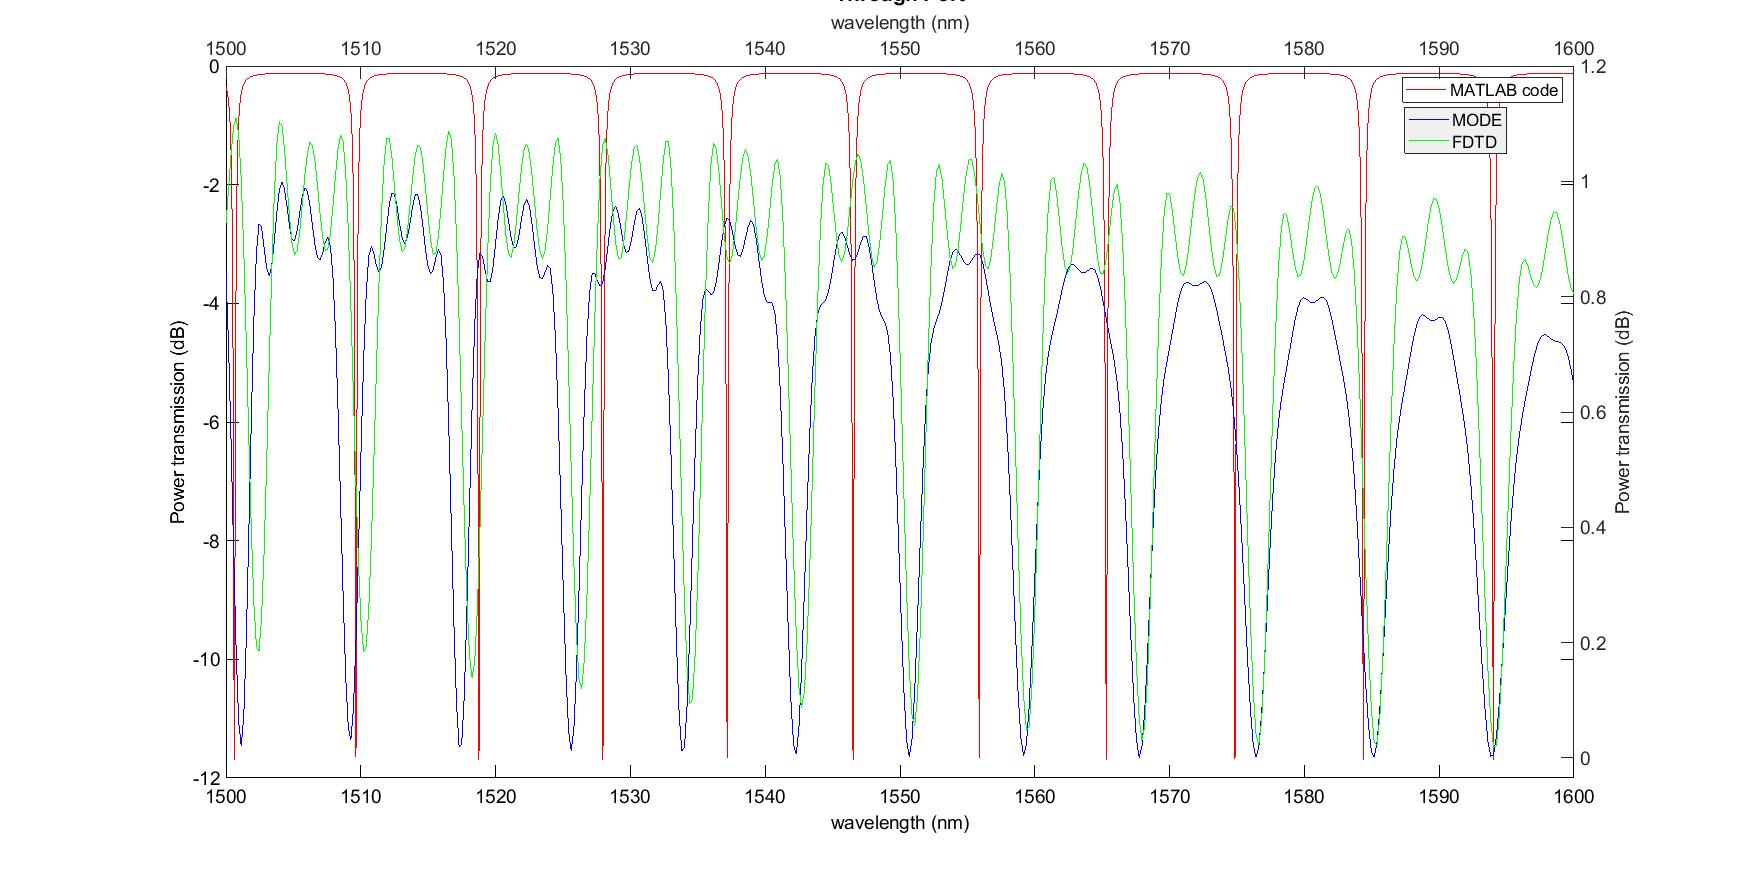 wavelength (nm)
1500 1510 1520 1530 1540 1550 1560 1570 1580 1590 1600
0 1.2
MATLAB code
MODE
FDTD
-2 1
-4 0.8
Power transmission (dB) Power transmission (dB)
-6 0.6
-8 0.4
-10 0.2
0
-12
1500 1510 1520 1530 1540 1550 1560 1570 1580 1590 1600
wavelength (nm)